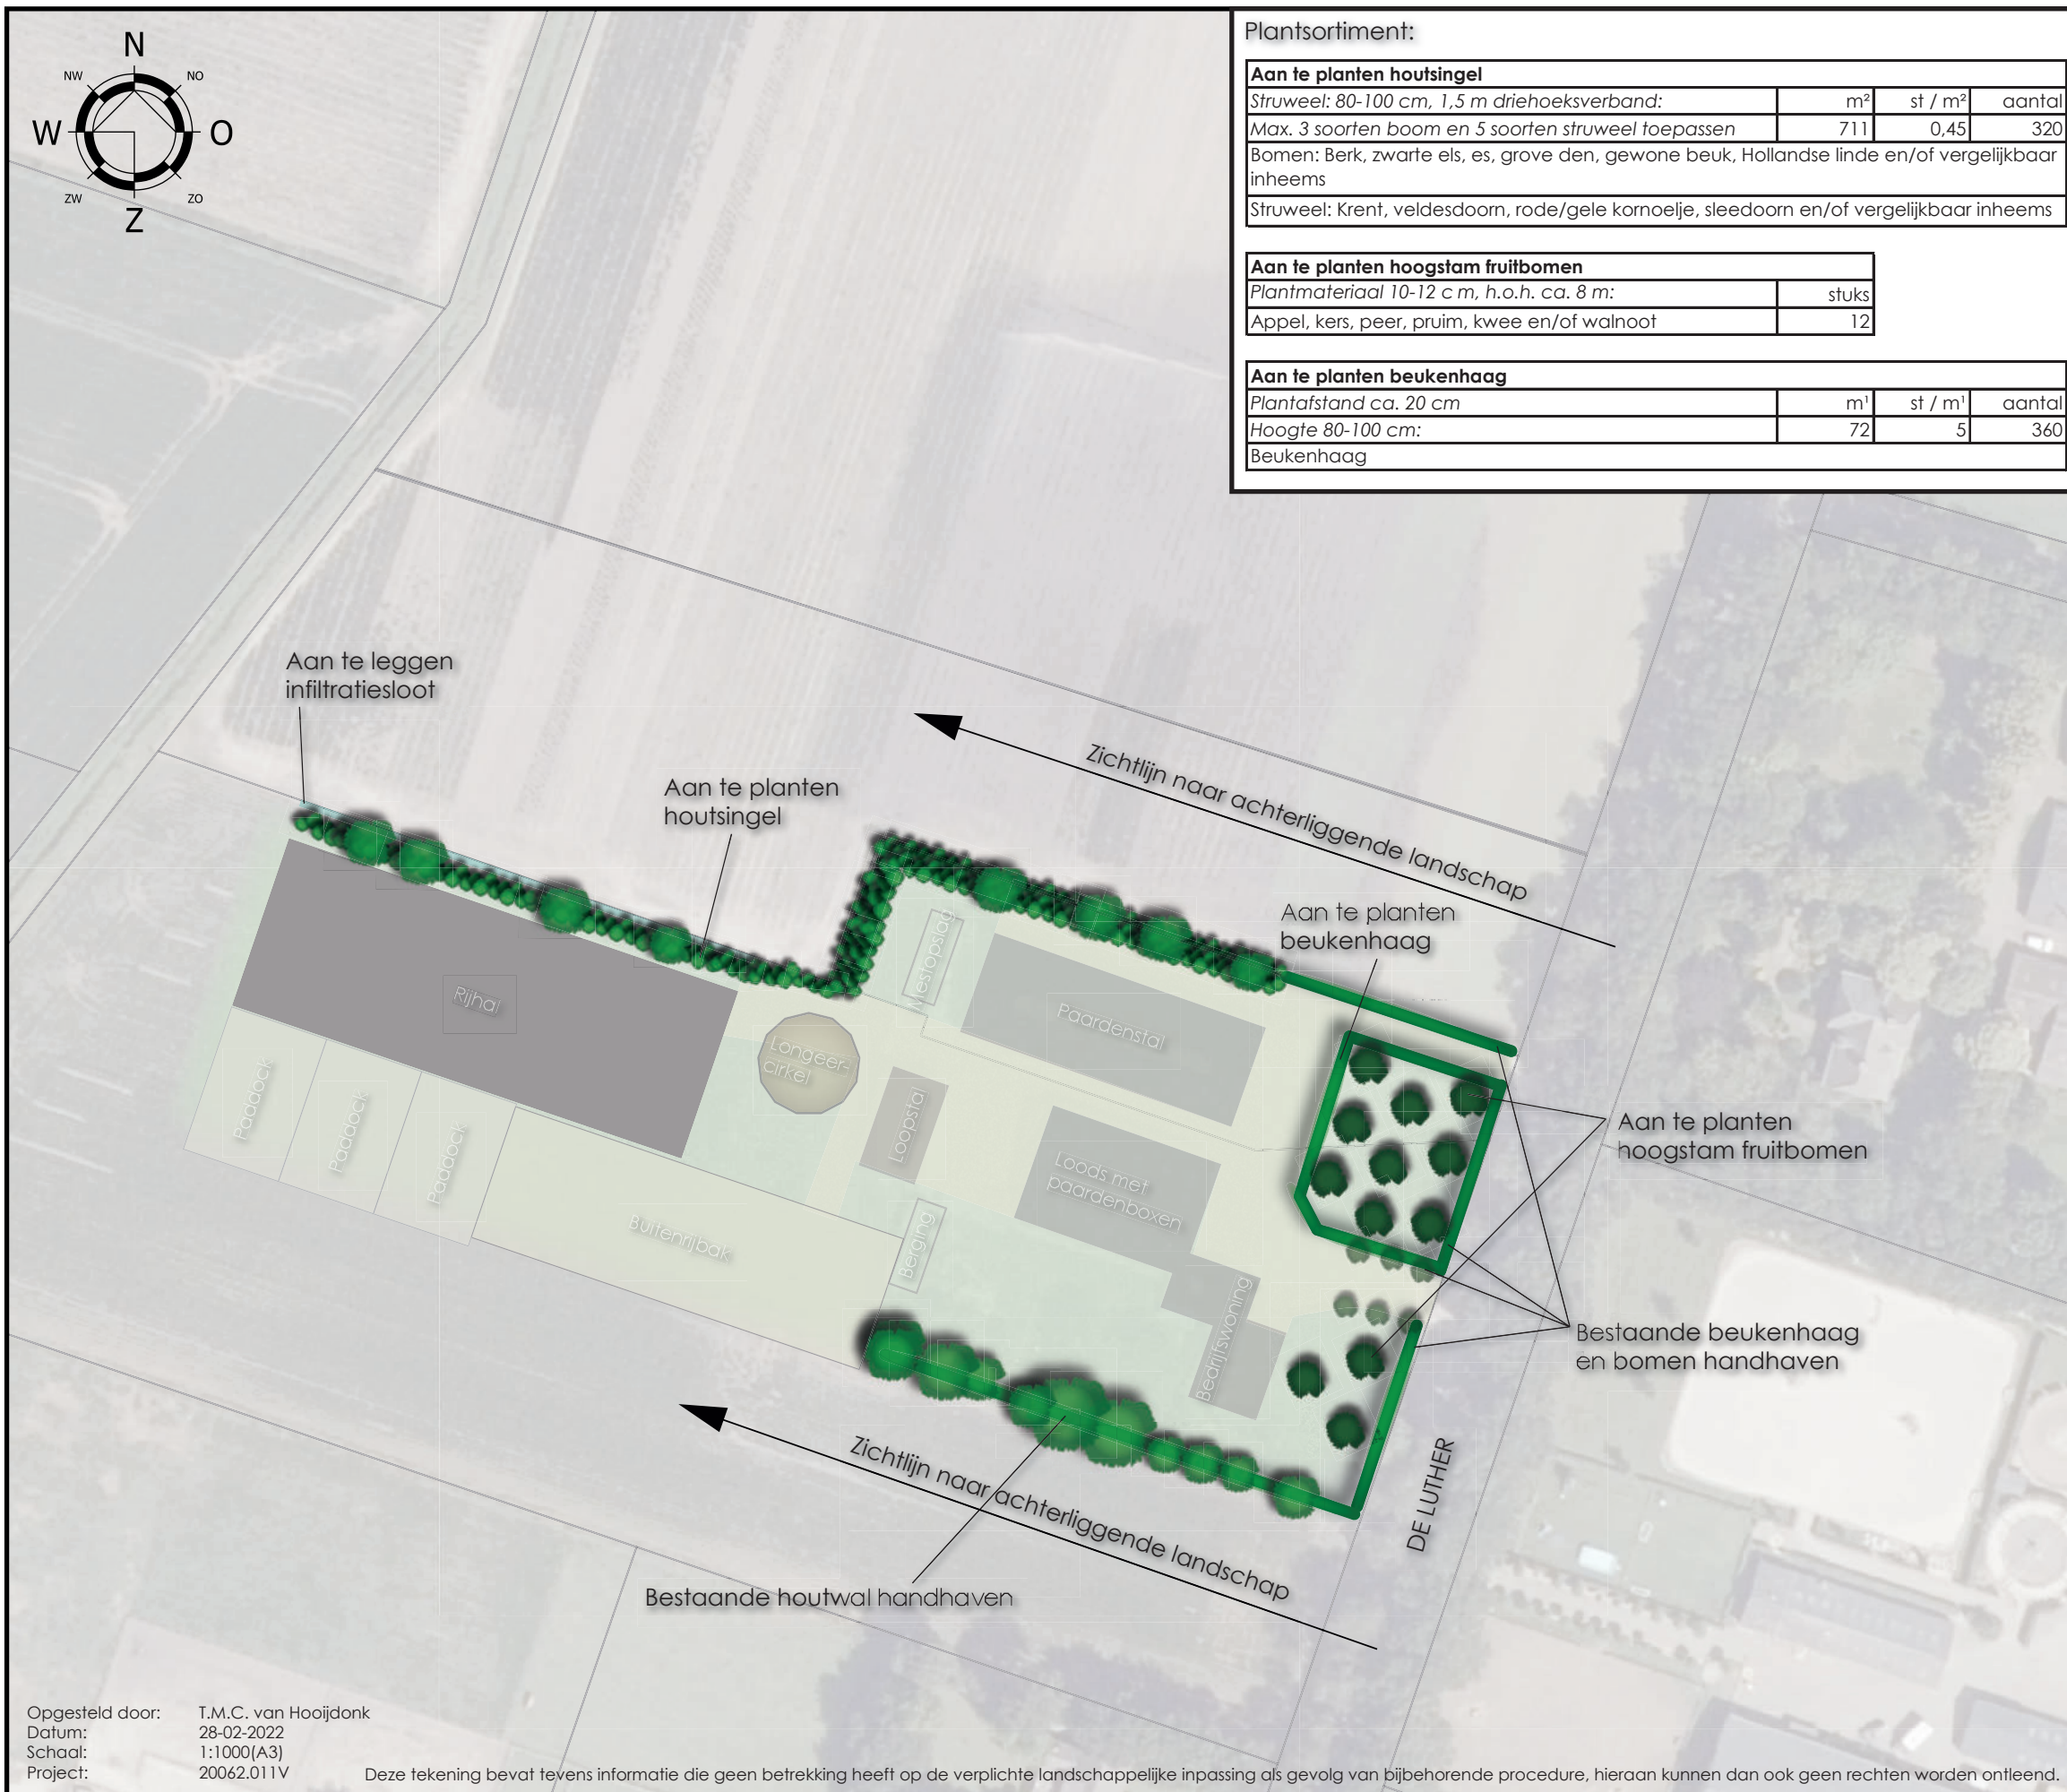 N
NW
NO
W
O
ZW
ZO
Z
Plantsortiment:
Aan te planten houtsingel
Struweel: 80-100 cm, 1,5 m driehoeksverband: m² st / m² aantal
Max. 3 soorten boom en 5 soorten struweel toepassen 711 0,45 320
Bomen: Berk, zwarte els, es, grove den, gewone beuk, Hollandse linde en/of vergelijkbaar
inheems
Struweel: Krent, veldesdoorn, rode/gele kornoelje, sleedoorn en/of vergelijkbaar inheems
Aan te planten hoogstam fruitbomen
Plantmateriaal 10-12 cm, h.o.h. ca. 8 m: stuks
Appel, kers, peer, pruim, kwee en/of walnoot 12
Aan te planten beukenhaag
Plantafstand ca. 20 cm m¹ st / m¹ aantal
Hoogte 80-100 cm: 72 5 360
Beukenhaag
Aan te leggen
infiltratiesloot
Aan te planten
houtsingel
Zichtlijn naar achterliggende landschap
Aan te planten
beukenhaag
Mestopslag
Rijhal
Paardenstal
Longeer-
cirkel
Paddock
Paddock
Paddock
Loopstal
Loods met
paardenboxen
Aan te planten
hoogstam fruitbomen
Buitenrijbak
Berging
Bedrijfswoning
Bestaande beukenhaag
en bomen handhaven
Zichtlijn naar achterliggende landschap
DE LUTHER
Bestaande houtwal handhaven
Opgesteld door: T.M.C. van Hooijdonk
Datum: 28-02-2022
Schaal: 1:1000(A3)
Project: 20062.011V
Deze tekening bevat tevens informatie die geen betrekking heeft op de verplichte landschappelijke inpassing als gevolg van bijbehorende procedure, hieraan kunnen dan ook geen rechten worden ontleend.